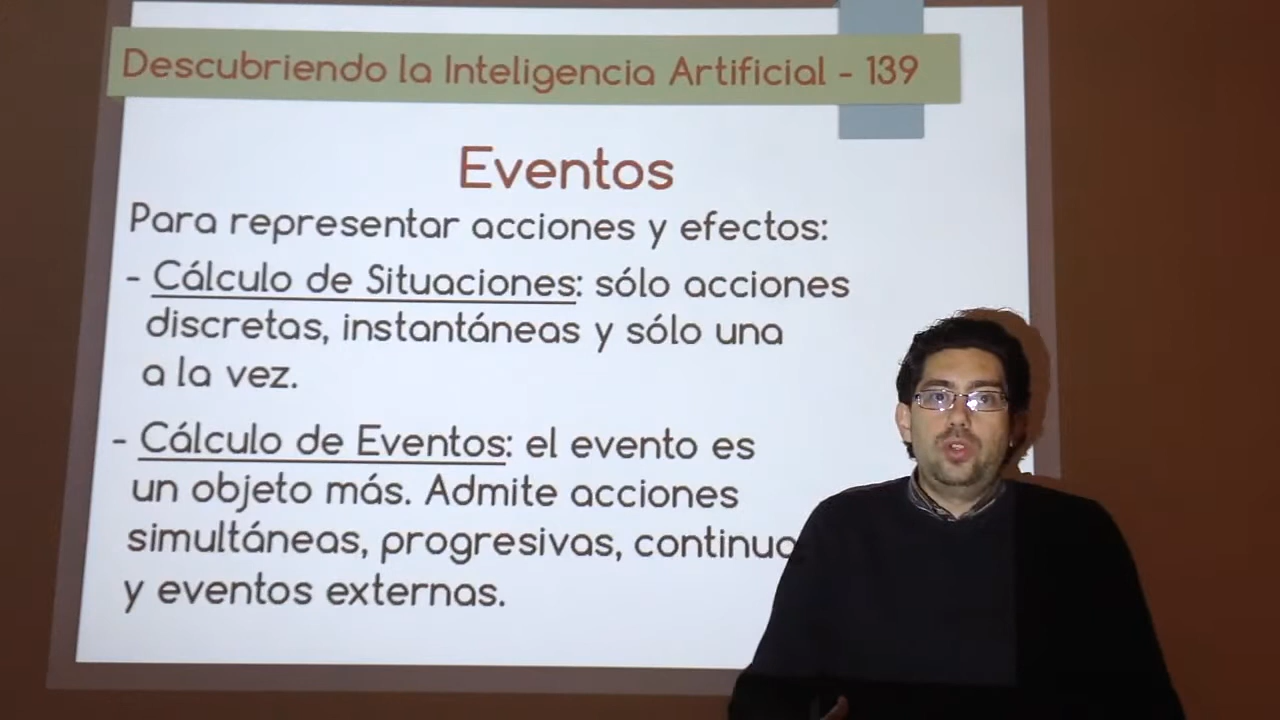 Descubriendo la Inteligencia Artificial - 139
Eventos
Para representar acciones y efectos:
- Cálculo de Situaciones: sólo acciones
discretas, instantáneas y sólo una
a la vez.
- Cálculo de Eventos: el evento es
un objeto más. Admite acciones
simultáneas, progresivas,
y eventos externas.